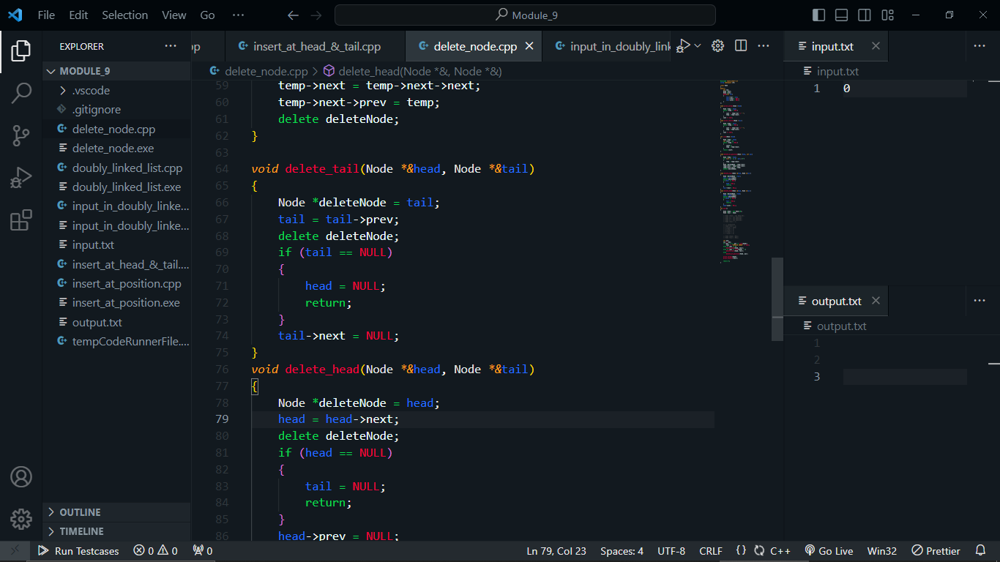 File Edit Selection View Go ··· Module_9
EXPLORER ···
MODULE_9
.vscode
.gitignore
delete_node.cpp
delete_node.exe
doubly_linked_list.cpp
doubly_linked_list.exe
input_in_doubly_linke...
input_in_doubly_linke...
input.txt
insert_at_head_&_tail....
insert_at_position.cpp
insert_at_position.exe
output.txt
tempCodeRunnerFile....
OUTLINE
TIMELINE
pp insert_at_head_&_tail.cpp delete_node.cpp input_in_doubly_link
delete_node.cpp > delete_head(Node *&, Node *&)
59 temp->next = temp->next->next;
60 temp->next->prev = temp;
61 delete deleteNode;
62 }
63
64 void delete_tail(Node *&head, Node *&tail)
65 {
66 Node *deleteNode = tail;
67 tail = tail->prev;
68 delete deleteNode;
69 if (tail == NULL)
70 {
71 head = NULL;
72 return;
73 }
74 tail->next = NULL;
75 }
76 void delete_head(Node *&head, Node *&tail)
77 {
78 Node *deleteNode = head;
79 head = head->next;
80 delete deleteNode;
81 if (head == NULL)
82 {
83 tail = NULL;
84 return;
85 }
86 head->prev = NULL;
input.txt
input.txt
1 0
output.txt
output.txt
1
2
3
Run Testcases 0 0 0 Ln 79, Col 23 Spaces: 4 UTF-8 CRLF {} C++ Go Live Win32 Prettier